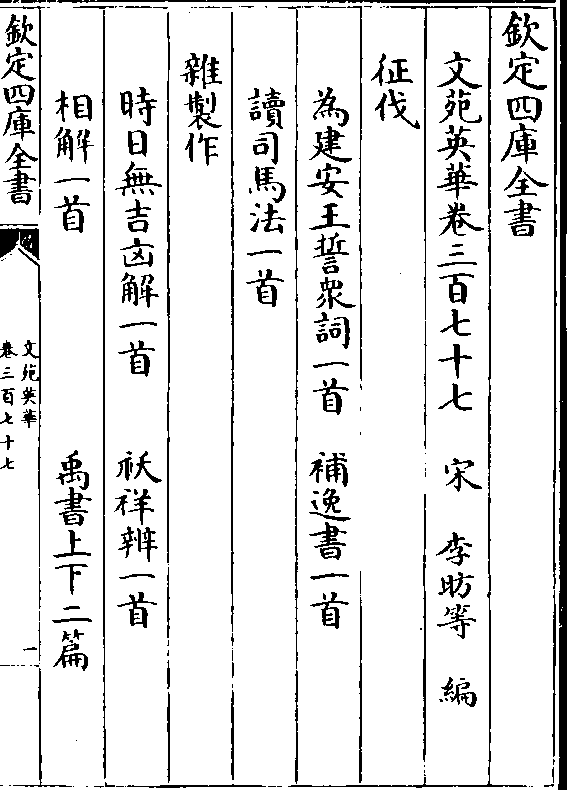 欽定四庫全書
文苑英華卷三百七十七 宋 李昉等 編
征伐
為建安王誓衆詞一首 補逸書一首
讀司馬法一首
雜製作
時日無吉凶解一首 祅祥辨一首
相解一首 禹書上下二篇
欽定四庫全書
文苑英華
卷三百七十七
一